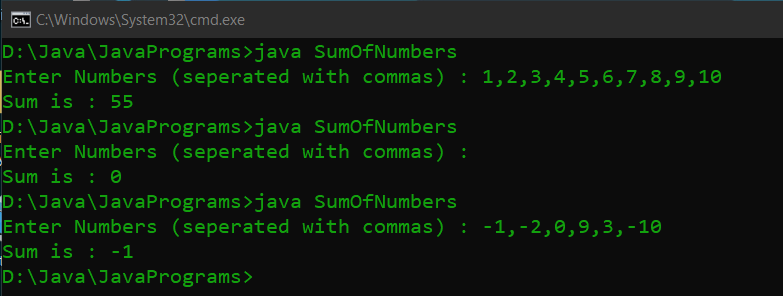 C:\Windows\System32\cmd.exe
D:\Java\JavaPrograms>java SumOfNumbers
Enter Numbers (seperated with commas) : 1,2,3,4,5,6,7,8,9,10
Sum is : 55
D:\Java\JavaPrograms>java SumOfNumbers
Enter Numbers (seperated with commas) :
Sum is : 0
D:\Java\JavaPrograms>java SumOfNumbers
Enter Numbers (seperated with commas) : -1,-2,0,9,3,-10
Sum is : -1
D:\Java\JavaPrograms>